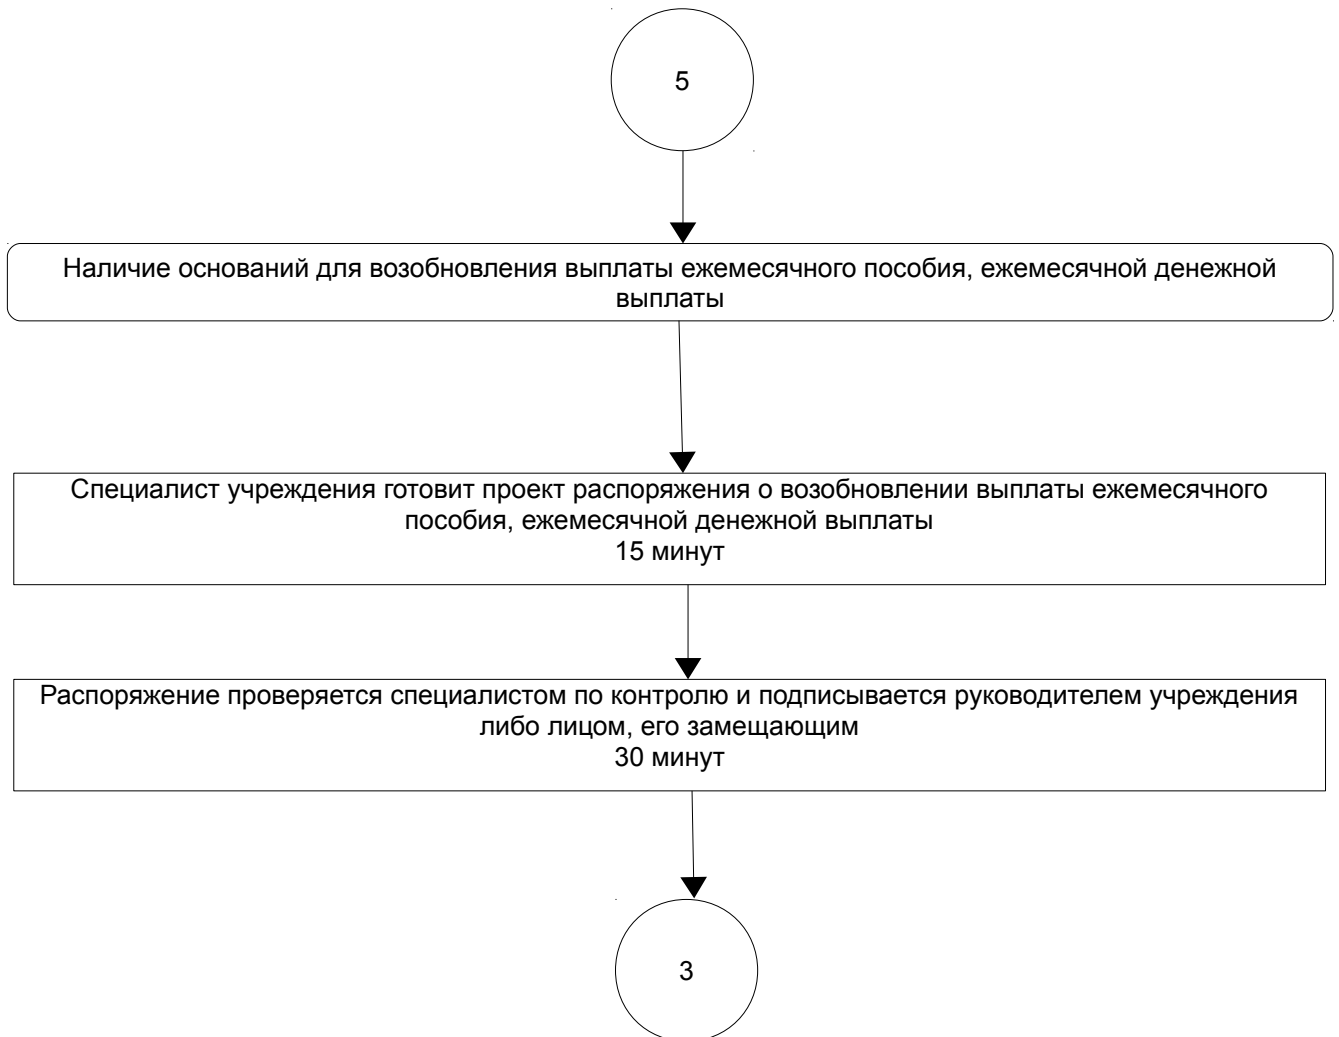 5
Наличие оснований для возобновления выплаты ежемесячного пособия, ежемесячной денежной
выплаты
Специалист учреждения готовит проект распоряжения о возобновлении выплаты ежемесячного
пособия, ежемесячной денежной выплаты
15 минут
Распоряжение проверяется специалистом по контролю и подписывается руководителем учреждения
либо лицом, его замещающим
30 минут
3